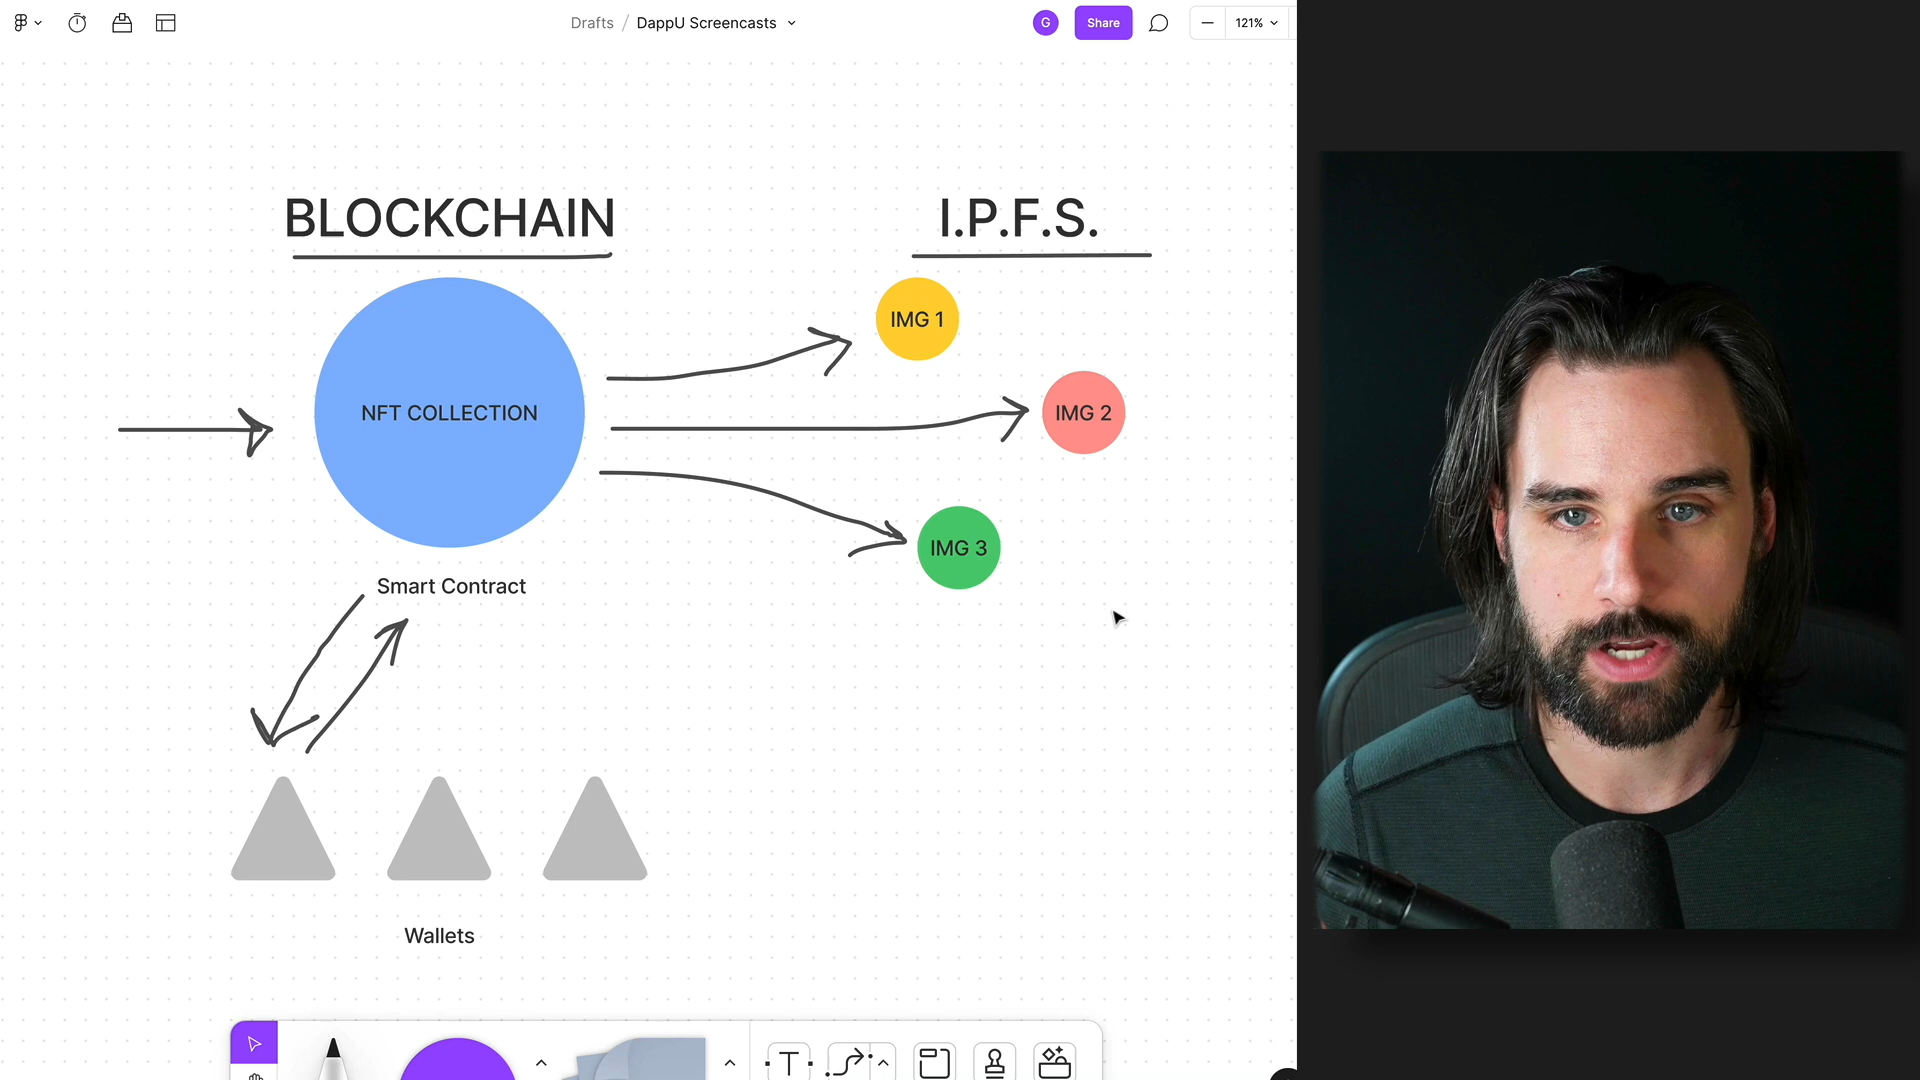 Drafts / DappU Screencasts
G
Share
121%
BLOCKCHAIN
I.P.F.S.
IMG 1
NFT COLLECTION
IMG 2
IMG 3
Smart Contract
Wallets
T